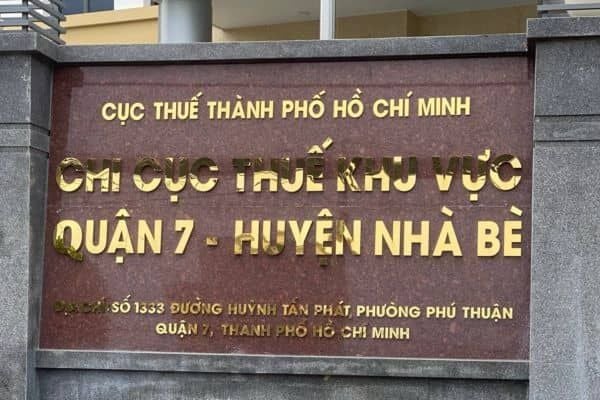 CỤC THUẾ THÀNH PHỐ HỒ CHÍ MINH
CHI CỤC THUẾ KHU VỰC
QUẬN 7 - HUYỆN NHÀ BÈ
ĐỊA CHỈ: SỐ 1333 ĐƯỜNG HUỲNH TẤN PHÁT, PHƯỜNG PHÚ THUẬN
QUẬN 7, THÀNH PHỐ HỒ CHÍ MINH